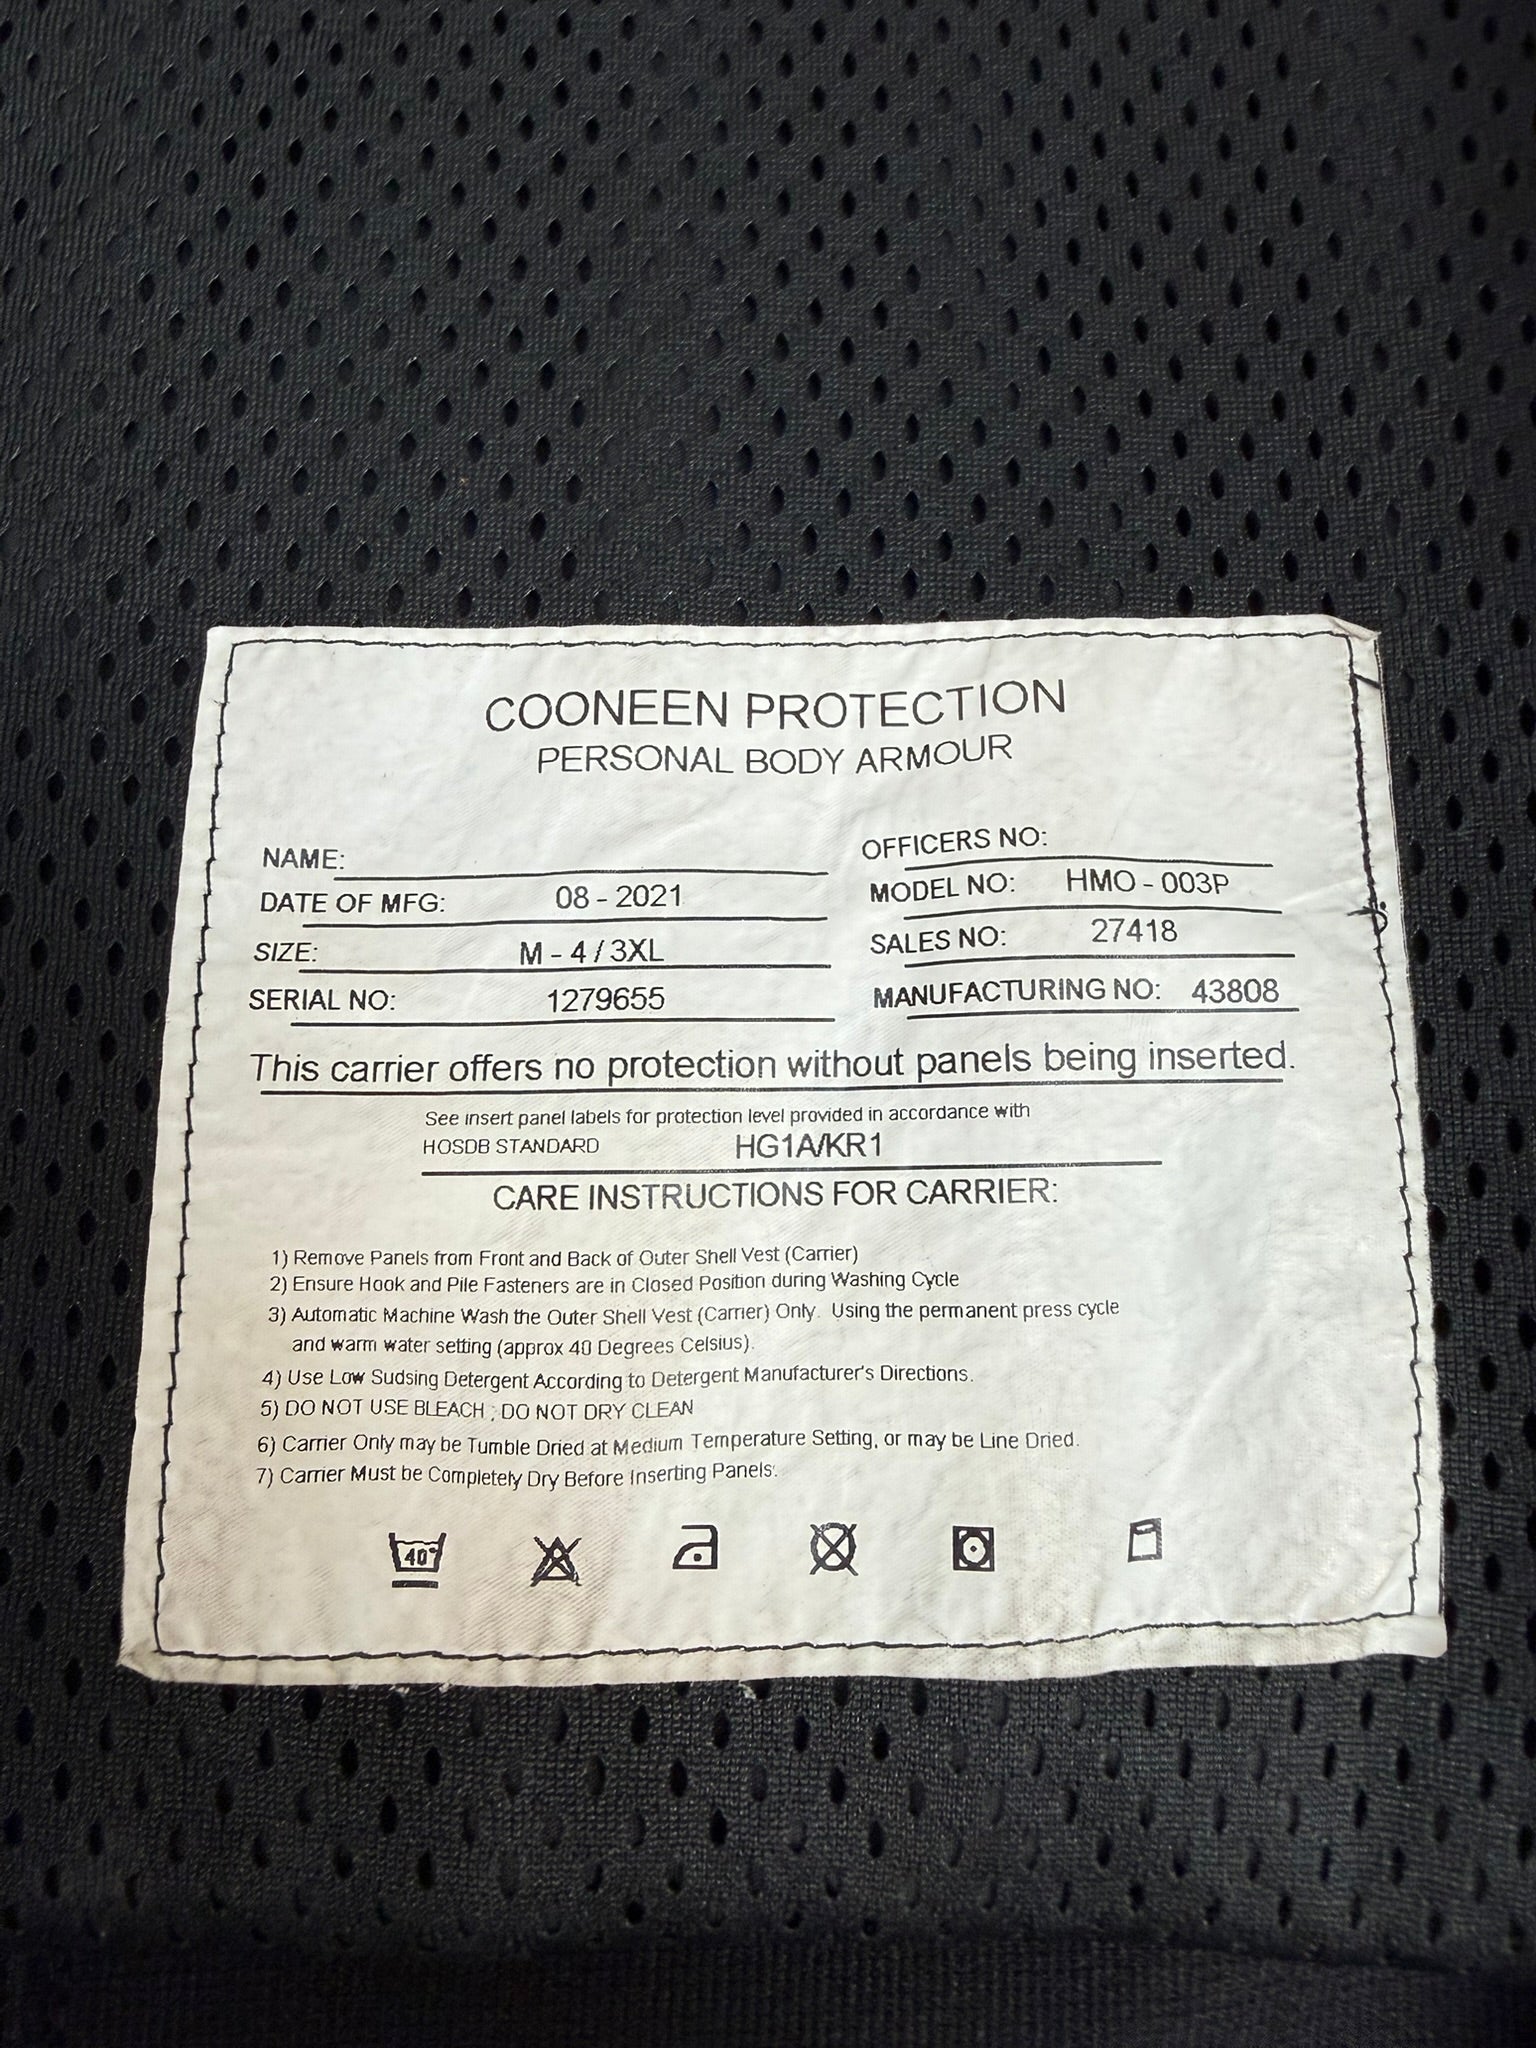 COONEEN PROTECTION
PERSONAL BODY ARMOUR
NAME:
OFFICERS NO:
DATE OF MFG: 08 - 2021
MODEL NO: HMO - 003P
SIZE: M - 4 / 3XL
SALES NO: 27418
SERIAL NO: 1279655
MANUFACTURING NO: 43808
This carrier offers no protection without panels being inserted.
See insert panel labels for protection level provided in accordance with
HOSDB STANDARD HG1A/KR1
CARE INSTRUCTIONS FOR CARRIER:
1) Remove Panels from Front and Back of Outer Shell Vest (Carrier)
2) Ensure Hook and Pile Fasteners are in Closed Position during Washing Cycle
3) Automatic Machine Wash the Outer Shell Vest (Carrier) Only. Using the permanent press cycle
and warm water setting (approx 40 Degrees Celsius).
4) Use Low Sudsing Detergent According to Detergent Manufacturer's Directions.
5) DO NOT USE BLEACH ; DO NOT DRY CLEAN
6) Carrier Only may be Tumble Dried at Medium Temperature Setting, or may be Line Dried.
7) Carrier Must be Completely Dry Before Inserting Panels.
40°